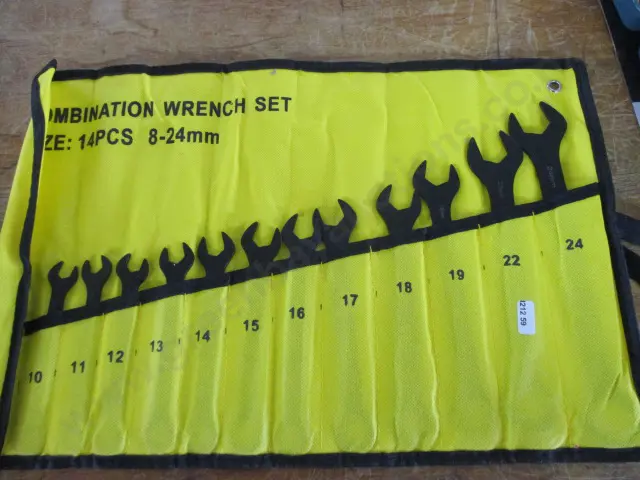 OMBINATION WRENCH SET
ZE: 14PCS 8-24mm
10 11 12 13 14 15 16 17 18 19 22 24
1212 59